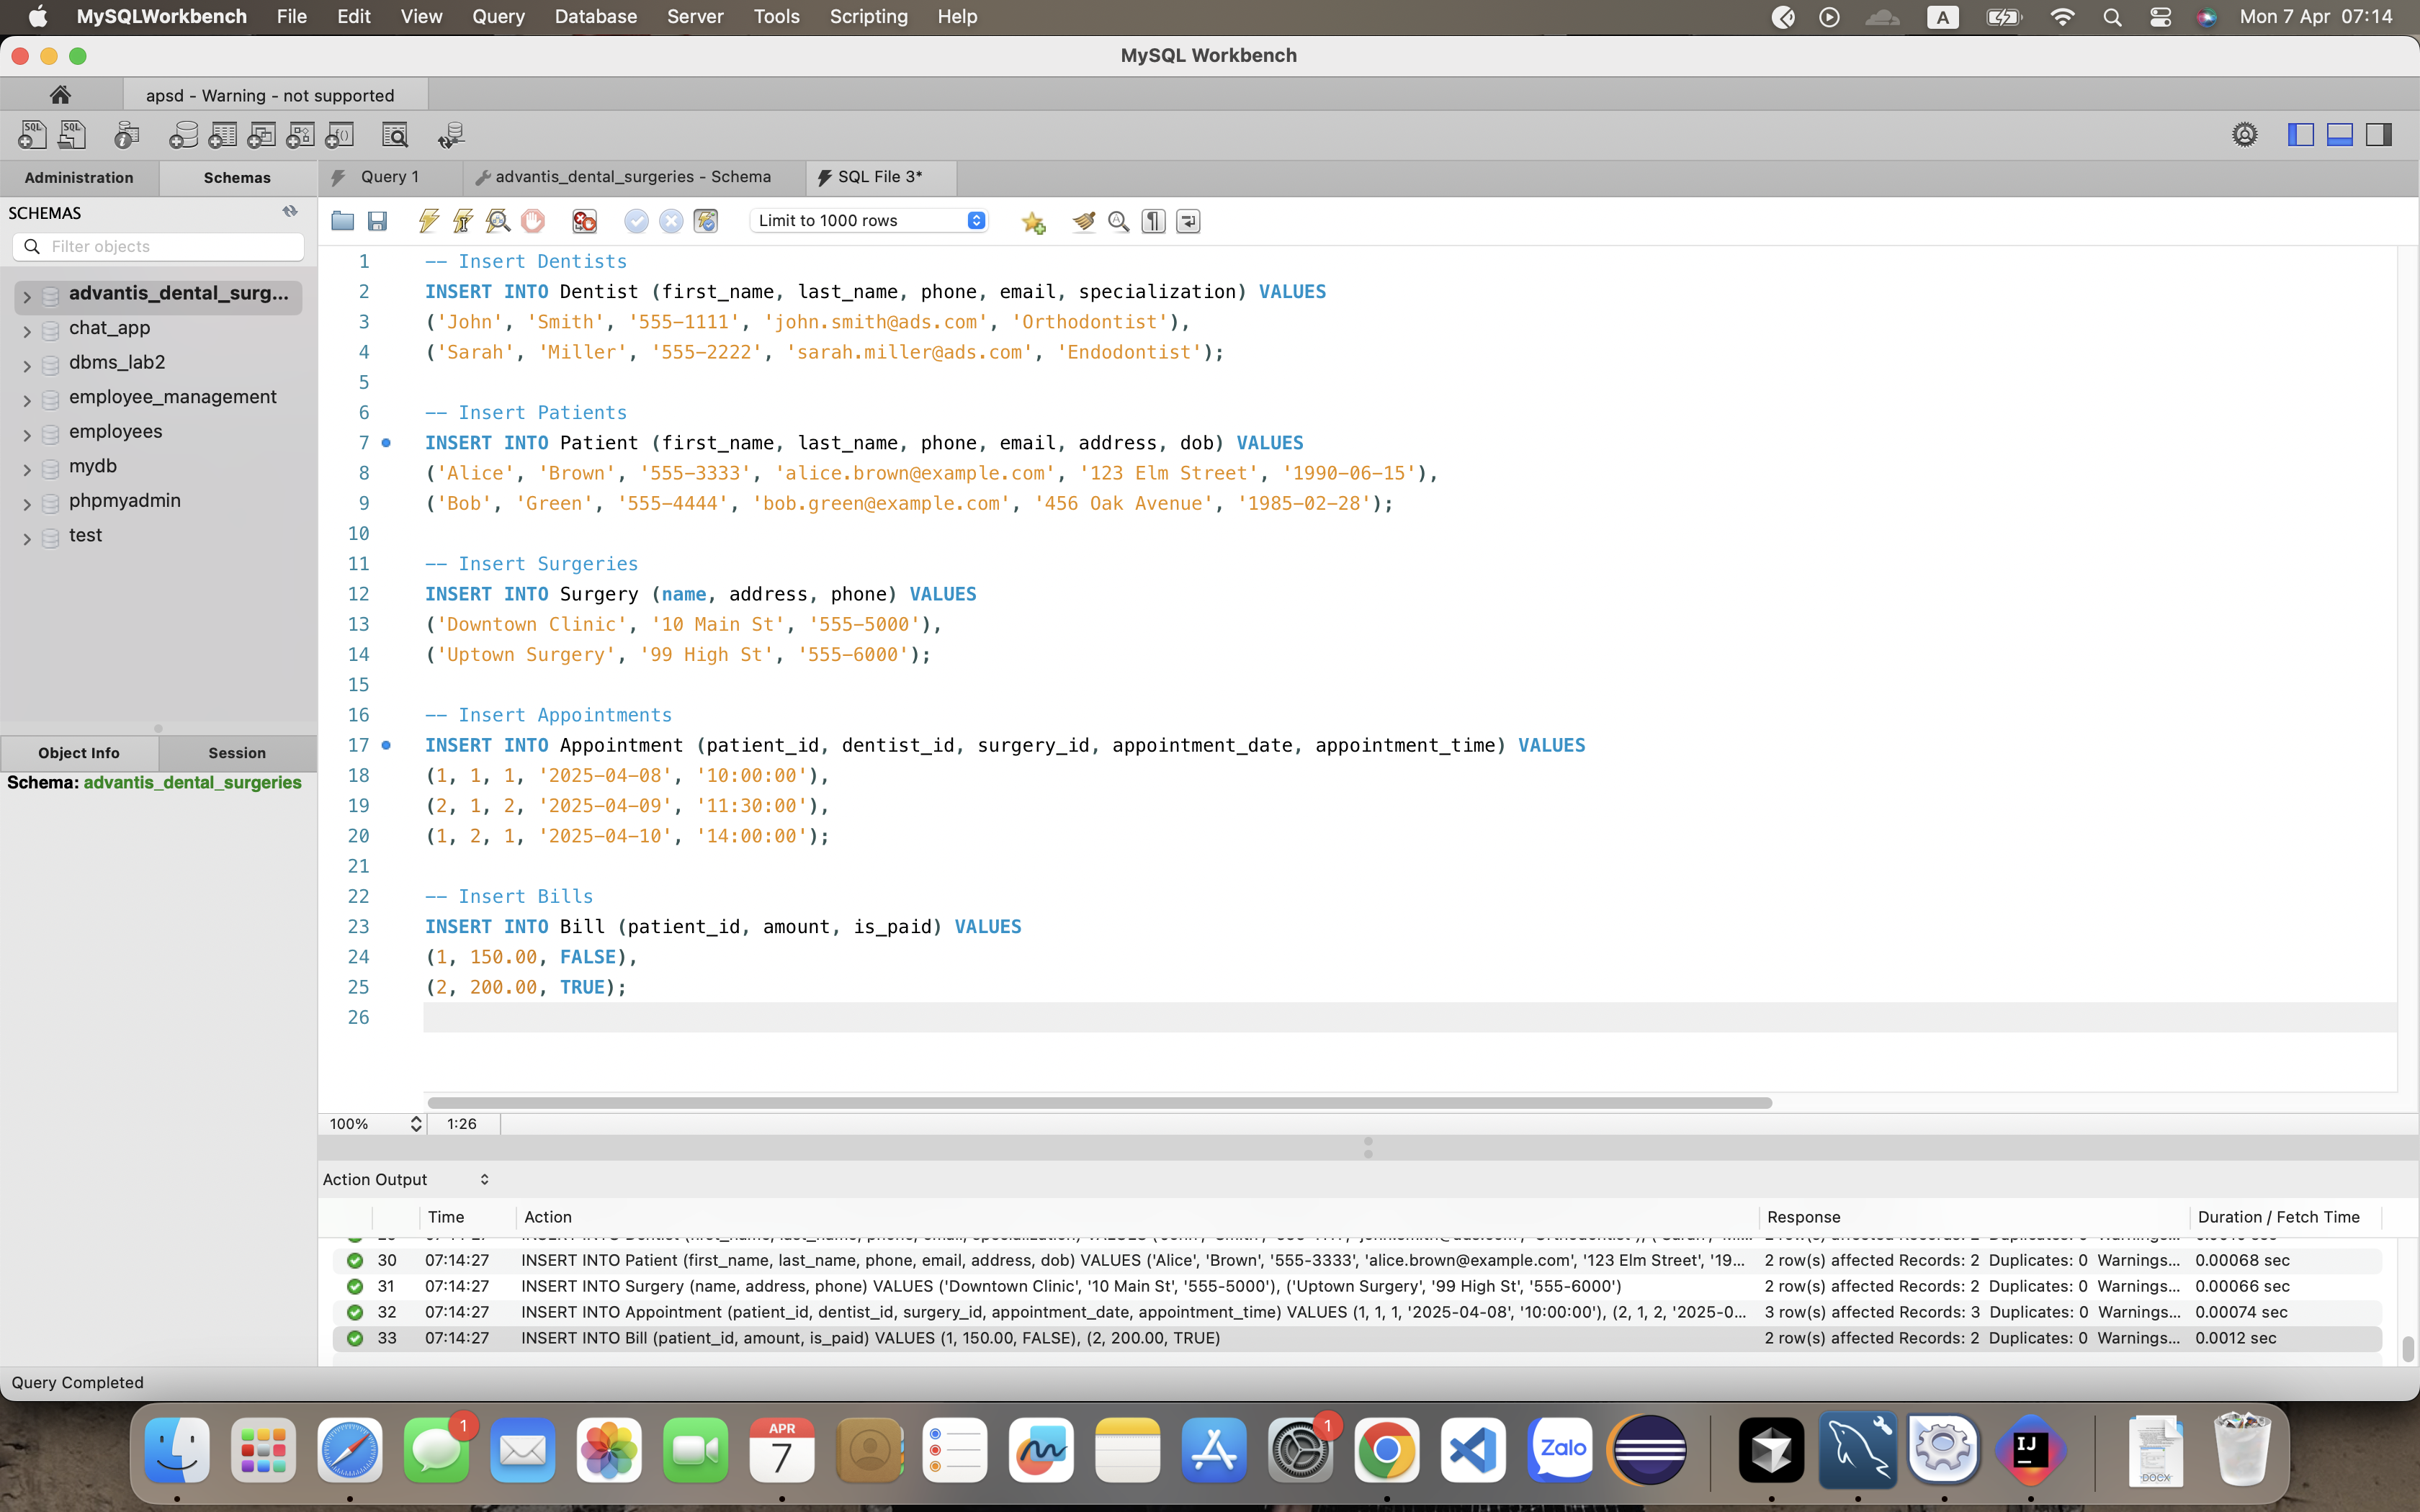 MySQLWorkbench File Edit View Query Database Server Tools Scripting Help A Mon 7 Apr 07:14
MySQL Workbench
apsd - Warning - not supported
Administration Schemas Query 1 advantis_dental_surgeries - Schema SQL File 3*
SCHEMAS
Filter objects
Limit to 1000 rows
advantis_dental_surg...
chat_app
dbms_lab2
employee_management
employees
mydb
phpmyadmin
test
Object Info Session
Schema: advantis_dental_surgeries
1 -- Insert Dentists
2 INSERT INTO Dentist (first_name, last_name, phone, email, specialization) VALUES
3 ('John', 'Smith', '555-1111', 'john.smith@ads.com', 'Orthodontist'),
4 ('Sarah', 'Miller', '555-2222', 'sarah.miller@ads.com', 'Endodontist');
5
6 -- Insert Patients
7 INSERT INTO Patient (first_name, last_name, phone, email, address, dob) VALUES
8 ('Alice', 'Brown', '555-3333', 'alice.brown@example.com', '123 Elm Street', '1990-06-15'),
9 ('Bob', 'Green', '555-4444', 'bob.green@example.com', '456 Oak Avenue', '1985-02-28');
10
11 -- Insert Surgeries
12 INSERT INTO Surgery (name, address, phone) VALUES
13 ('Downtown Clinic', '10 Main St', '555-5000'),
14 ('Uptown Surgery', '99 High St', '555-6000');
15
16 -- Insert Appointments
17 INSERT INTO Appointment (patient_id, dentist_id, surgery_id, appointment_date, appointment_time) VALUES
18 (1, 1, 1, '2025-04-08', '10:00:00'),
19 (2, 1, 2, '2025-04-09', '11:30:00'),
20 (1, 2, 1, '2025-04-10', '14:00:00');
21
22 -- Insert Bills
23 INSERT INTO Bill (patient_id, amount, is_paid) VALUES
24 (1, 150.00, FALSE),
25 (2, 200.00, TRUE);
26
100% 1:26
Action Output
Time Action Response Duration / Fetch Time
30 07:14:27 INSERT INTO Patient (first_name, last_name, phone, email, address, dob) VALUES ('Alice', 'Brown', '555-3333', 'alice.brown@example.com', '123 Elm Street', '19... 2 row(s) affected Records: 2 Duplicates: 0 Warnings... 0.00068 sec
31 07:14:27 INSERT INTO Surgery (name, address, phone) VALUES ('Downtown Clinic', '10 Main St', '555-5000'), ('Uptown Surgery', '99 High St', '555-6000') 2 row(s) affected Records: 2 Duplicates: 0 Warnings... 0.00066 sec
32 07:14:27 INSERT INTO Appointment (patient_id, dentist_id, surgery_id, appointment_date, appointment_time) VALUES (1, 1, 1, '2025-04-08', '10:00:00'), (2, 1, 2, '2025-0... 3 row(s) affected Records: 3 Duplicates: 0 Warnings... 0.00074 sec
33 07:14:27 INSERT INTO Bill (patient_id, amount, is_paid) VALUES (1, 150.00, FALSE), (2, 200.00, TRUE) 2 row(s) affected Records: 2 Duplicates: 0 Warnings... 0.0012 sec
Query Completed
1 APR 7 1 Zalo IJ DOCX